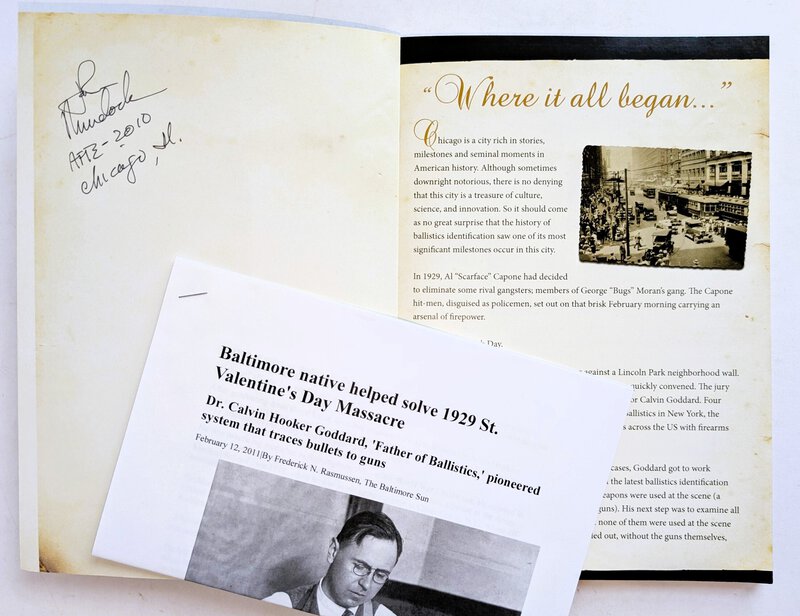 Murdock
AFTE-2010
Chicago, Il.
"Where it all began..."
Chicago is a city rich in stories,
milestones and seminal moments in
American history. Although sometimes
downright notorious, there is no denying
that this city is a treasure of culture,
science, and innovation. So it should come
as no great surprise that the history of
ballistics identification saw one of its most
significant milestones occur in this city.
In 1929, Al "Scarface" Capone had decided
to eliminate some rival gangsters; members of George "Bugs" Moran's gang. The Capone
hit-men, disguised as policemen, set out on that brisk February morning carrying an
arsenal of firepower.
Day.
against a Lincoln Park neighborhood wall.
quickly convened. The jury
or Calvin Goddard. Four
allistics in New York, the
s across the US with firearms
cases, Goddard got to work
the latest ballistics identification
eapons were used at the scene (a
guns). His next step was to examine all
none of them were used at the scene
ied out, without the guns themselves,
Baltimore native helped solve 1929 St.
Valentine's Day Massacre
Dr. Calvin Hooker Goddard, 'Father of Ballistics,' pioneered
system that traces bullets to guns
February 12, 2011|By Frederick N. Rasmussen, The Baltimore Sun